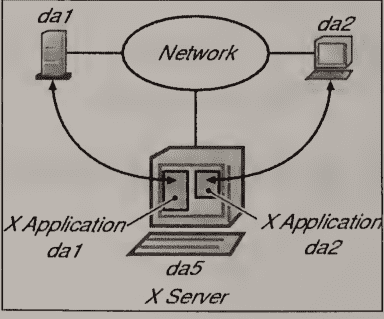 da1
da2
Network
X Application
da1
X Application
da2
da5
X Server